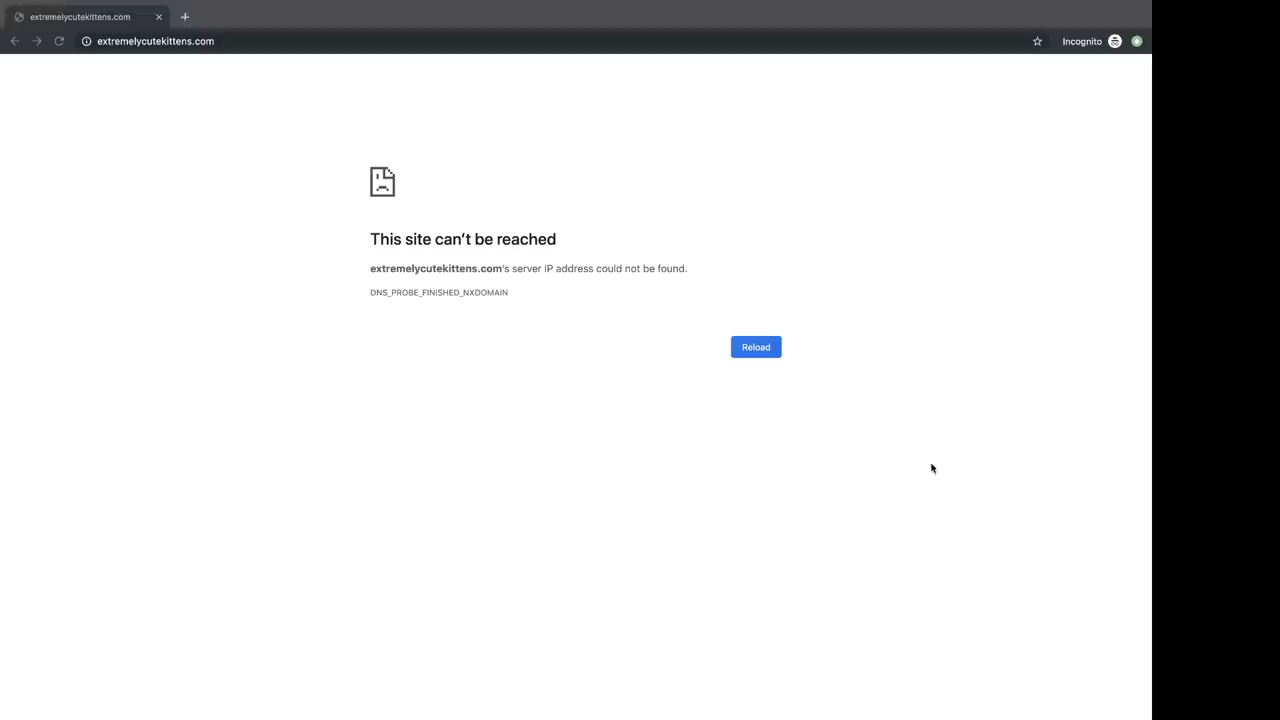 extremelycutekittens.com
extremelycutekittens.com
Incognito
This site can’t be reached
extremelycutekittens.com’s server IP address could not be found.
DNS_PROBE_FINISHED_NXDOMAIN
Reload